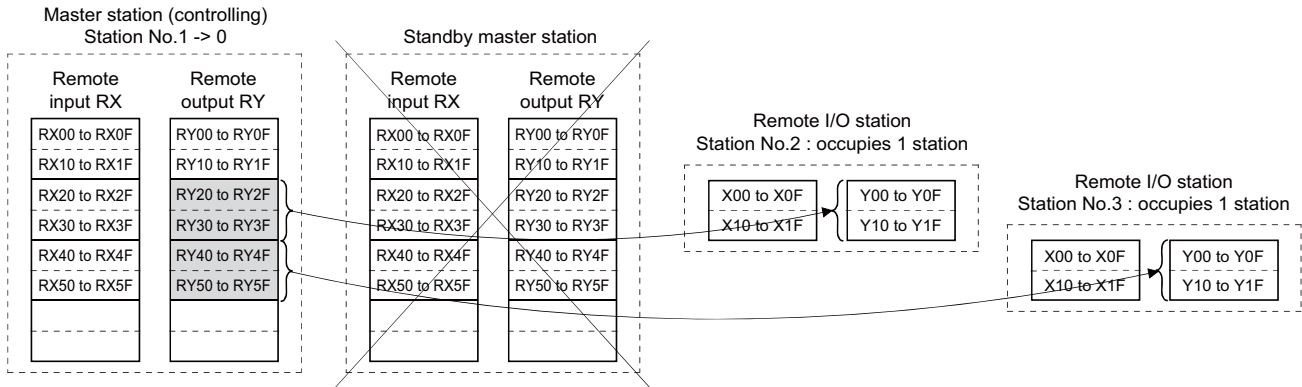 Master station (controlling)
Station No.1 -> 0
Remote
input RX
Remote
output RY
RX00 to RX0F
RX10 to RX1F
RX20 to RX2F
RX30 to RX3F
RX40 to RX4F
RX50 to RX5F
RY00 to RY0F
RY10 to RY1F
RY20 to RY2F
RY30 to RY3F
RY40 to RY4F
RY50 to RY5F
Standby master station
Remote
input RX
Remote
output RY
RX00 to RX0F
RX10 to RX1F
RX20 to RX2F
RX30 to RX3F
RX40 to RX4F
RX50 to RX5F
RY00 to RY0F
RY10 to RY1F
RY20 to RY2F
RY30 to RY3F
RY40 to RY4F
RY50 to RY5F
Remote I/O station
Station No.2 : occupies 1 station
X00 to X0F
X10 to X1F
Y00 to Y0F
Y10 to Y1F
Remote I/O station
Station No.3 : occupies 1 station
X00 to X0F
X10 to X1F
Y00 to Y0F
Y10 to Y1F